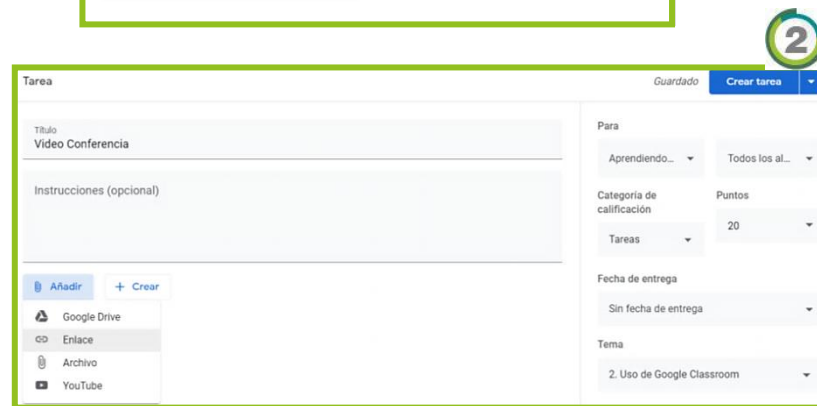 2
Tarea
Guardado
Crear tarea
Título
Video Conferencia
Instrucciones (opcional)
Añadir
+ Crear
Google Drive
Enlace
Archivo
YouTube
Para
Aprendiendo...
Todos los al...
Categoría de
calificación
Puntos
Tareas
20
Fecha de entrega
Sin fecha de entrega
Tema
2. Uso de Google Classroom